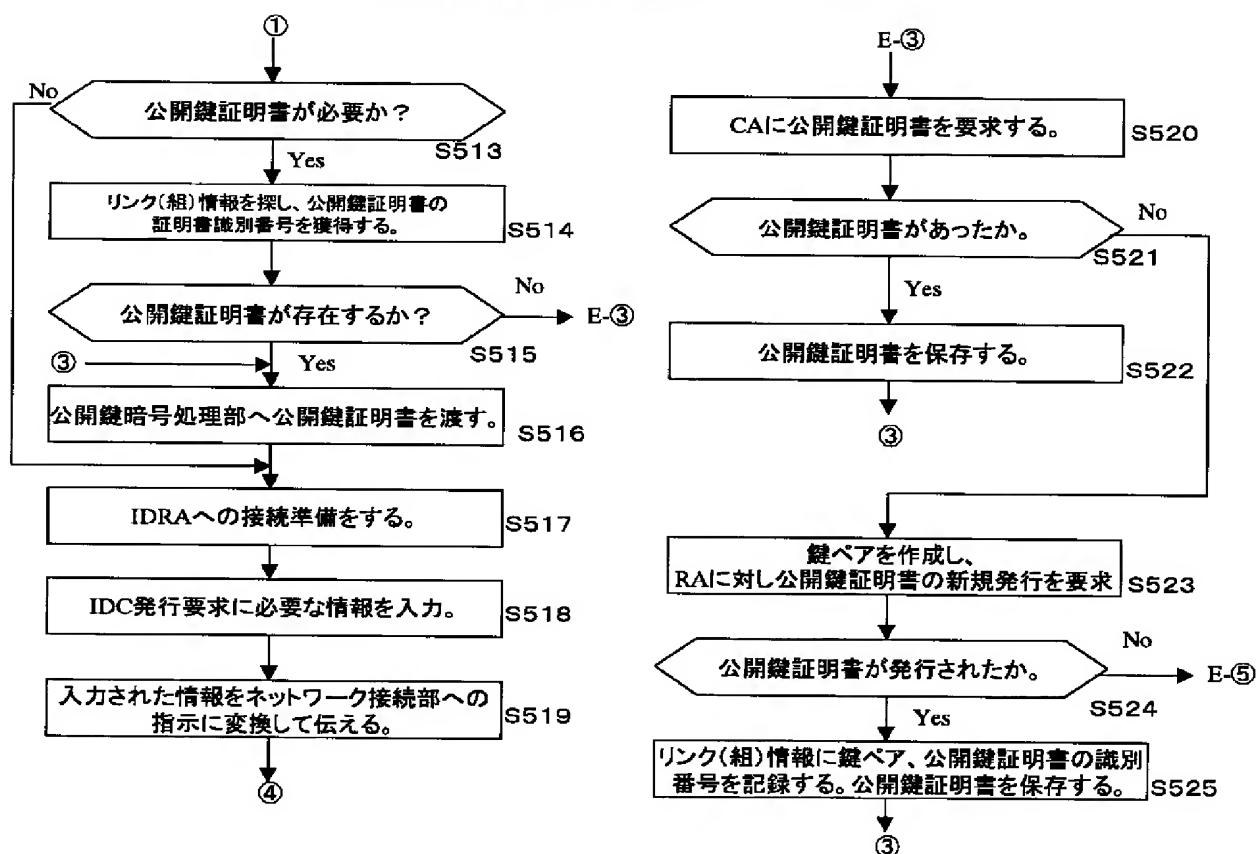 ①
No
公開鍵証明書が必要か?
S513
Yes
リンク(組)情報を探し、公開鍵証明書の
証明書識別番号を獲得する。
S514
公開鍵証明書が存在するか?
No
E-③
S515
③
Yes
公開鍵暗号処理部へ公開鍵証明書を渡す。
S516
IDRAへの接続準備をする。
S517
IDC発行要求に必要な情報を入力。
S518
入力された情報をネットワーク接続部への
指示に変換して伝える。
S519
④
E-③
CAに公開鍵証明書を要求する。
S520
公開鍵証明書があったか。
No
S521
Yes
公開鍵証明書を保存する。
S522
③
鍵ペアを作成し、
RAに対し公開鍵証明書の新規発行を要求
S523
公開鍵証明書が発行されたか。
No
E-⑤
S524
Yes
リンク(組)情報に鍵ペア、公開鍵証明書の識別
番号を記録する。公開鍵証明書を保存する。
S525
③